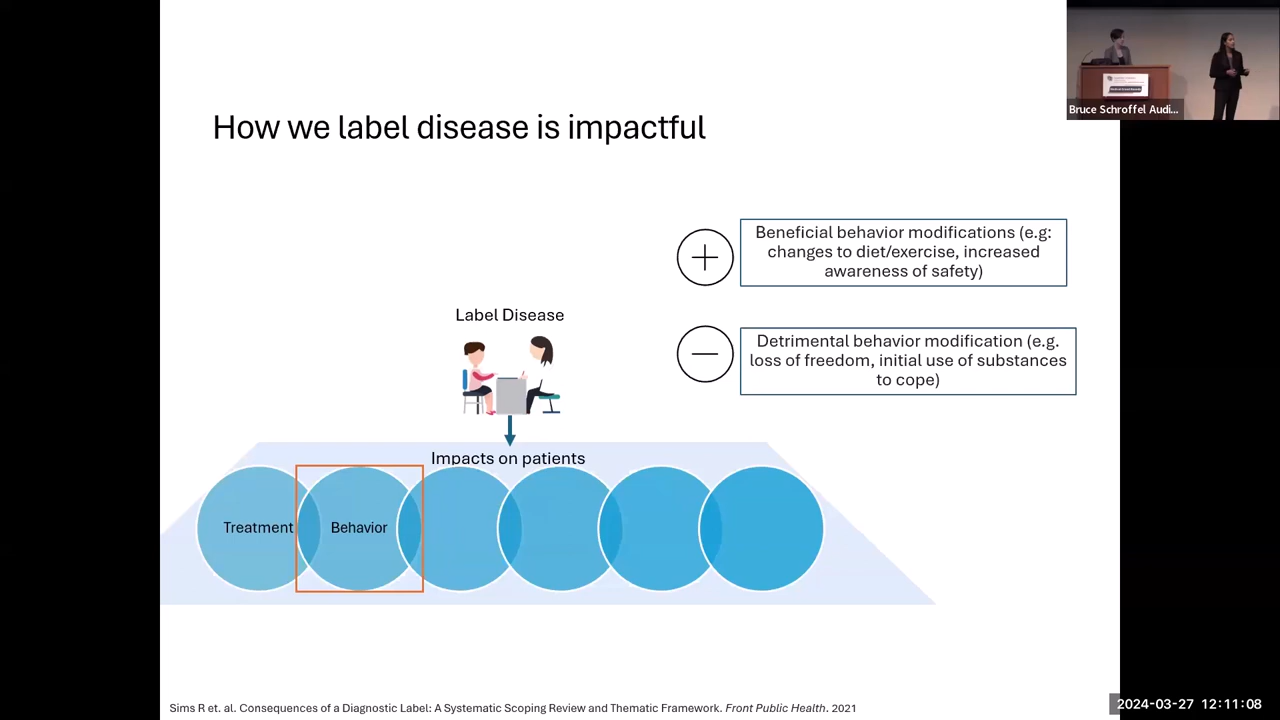 How we label disease is impactful
Bruce Schroffel Audi...
Beneficial behavior modifications (e.g:
changes to diet/exercise, increased
awareness of safety)
Label Disease
Detrimental behavior modification (e.g.
loss of freedom, initial use of substances
to cope)
Impacts on patients
Treatment
Behavior
Sims R et. al. Consequences of a Diagnostic Label: A Systematic Scoping Review and Thematic Framework. Front Public Health. 2021
2024-03-27 12:11:08